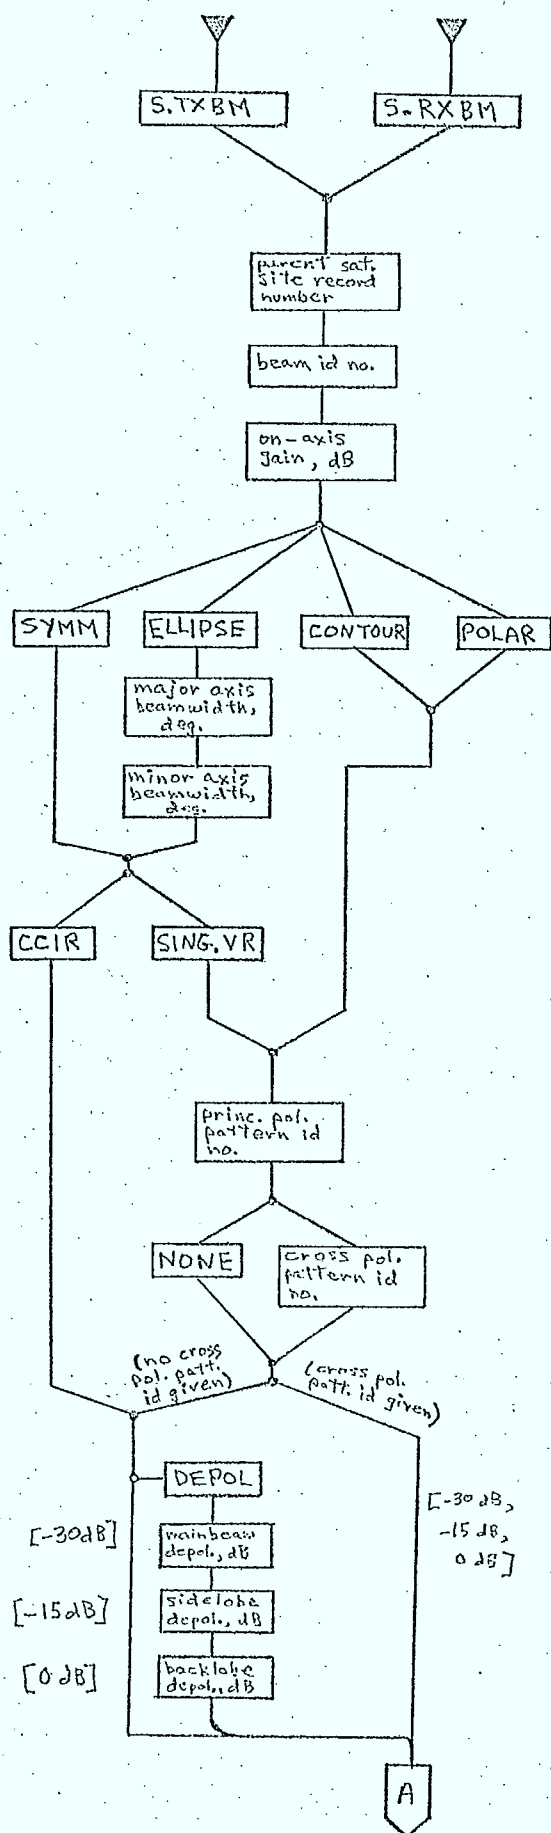 S.TXBM
S.RXBM
parent sat.
site record
number
beam id no.
on-axis
gain, dB
SYMM
ELLIPSE
CONTOUR
POLAR
major axis
beamwidth,
deg.
minor axis
beamwidth,
deg.
CCIR
SING.VR
princ. pol.
pattern id
no.
NONE
cross pol.
pattern id
no.
(no cross
pol. patt.
id given)
(cross pol.
patt. id given)
DEPOL
[-30dB]
mainbeam
depol., dB
[-30 dB,
-15 dB,
0 dB]
[-15dB]
sidelobe
depol., dB
[0 dB]
backlobe
depol., dB
A